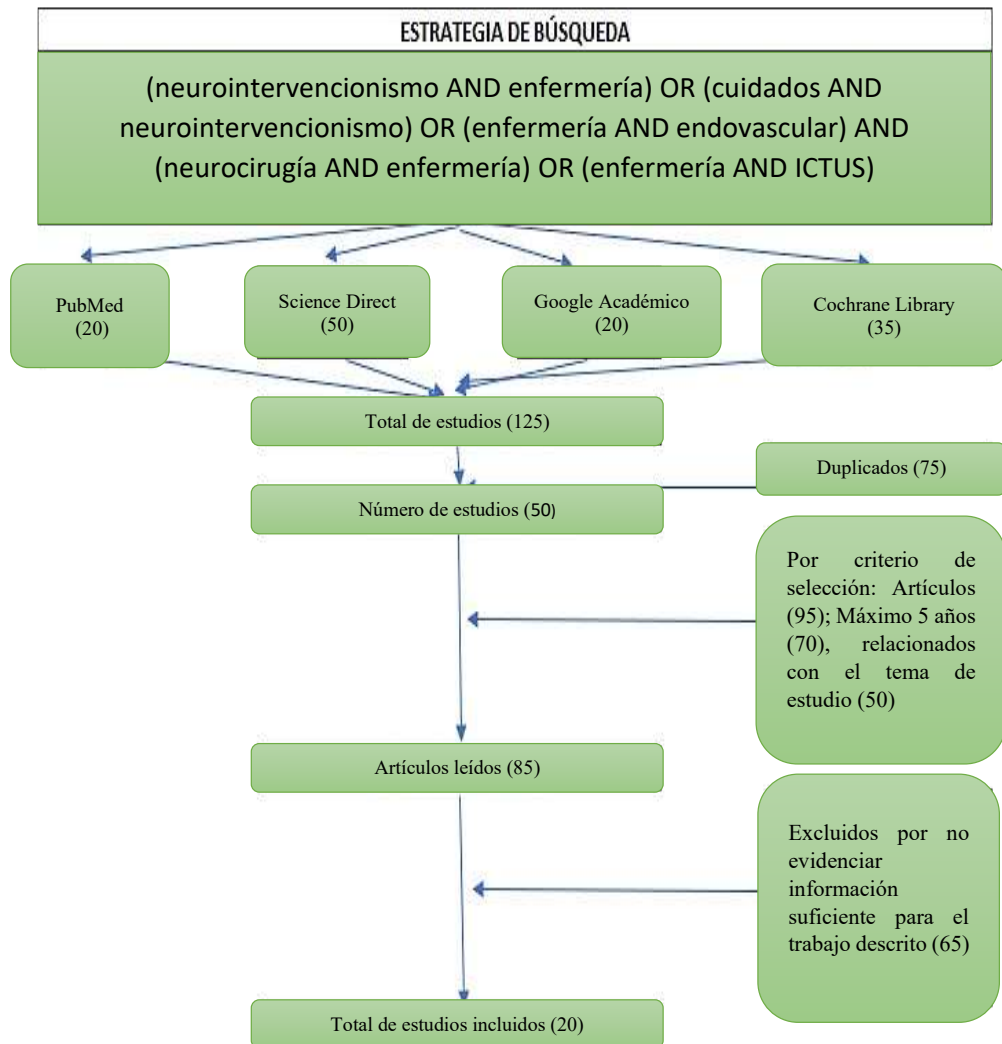 ESTRATEGIA DE BÚSQUEDA
(neurointervencionismo AND enfermería) OR (cuidados AND
neurointervencionismo) OR (enfermería AND endovascular) AND
(neurocirugía AND enfermería) OR (enfermería AND ICTUS)
PubMed
(20)
Science Direct
(50)
Google Académico
(20)
Cochrane Library
(35)
Total de estudios (125)
Duplicados (75)
Número de estudios (50)
Por criterio de
selección: Artículos
(95); Máximo 5 años
(70), relacionados
con el tema de
estudio (50)
Artículos leídos (85)
Excluidos por no
evidenciar
información
suficiente para el
trabajo descrito (65)
Total de estudios incluidos (20)